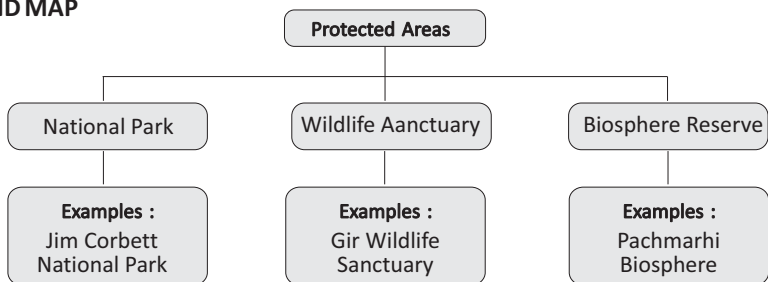 ID MAP
Protected Areas
National Park
Wildlife Aanctuary
Biosphere Reserve
Examples :
Jim Corbett
National Park
Examples :
Gir Wildlife
Sanctuary
Examples :
Pachmarhi
Biosphere